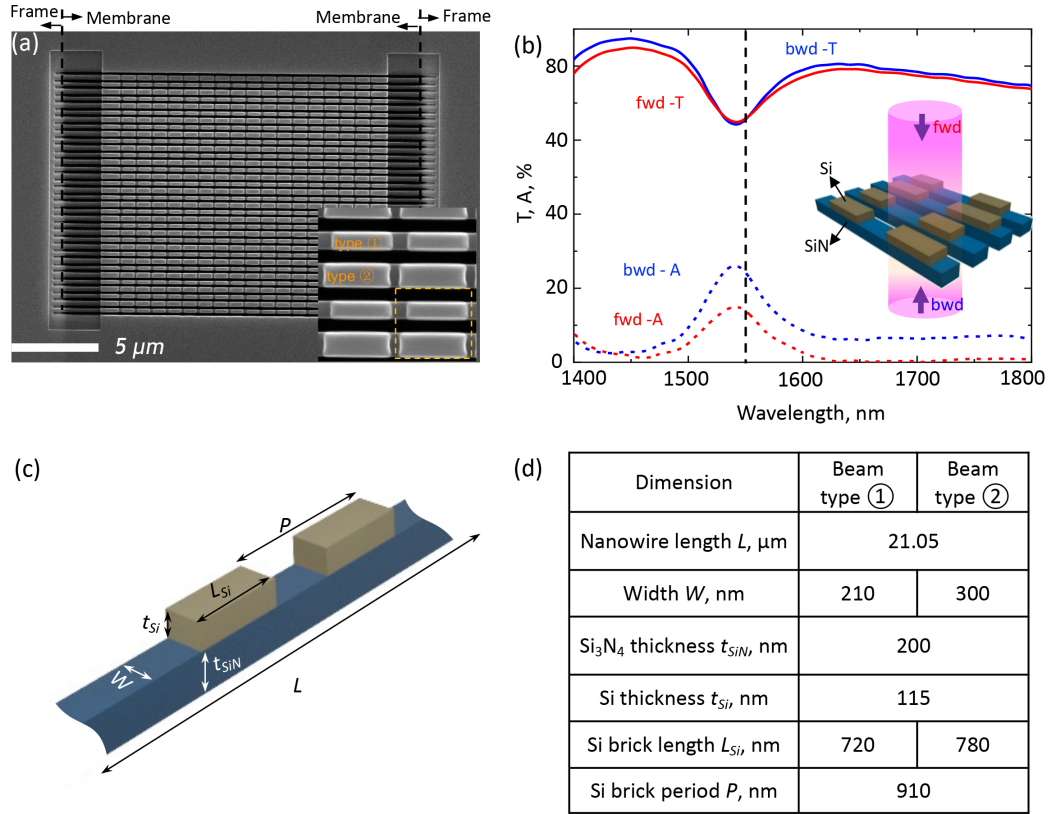 Frame
Membrane
Membrane
Frame
(a)
type ①
type ②
5 μm
(b)
80
40
40
20
0
T, A, %
bwd -T
fwd -T
bwd - A
fwd -A
Si
SiN
fwd
bwd
1400
1500
1600
1700
1800
Wavelength, nm
(c)
P
L_Si
t_Si
t_SiN
W
L
(d)
Dimension
Beam
type ①
Beam
type ②
Nanowire length L, μm
21.05
Width W, nm
210
300
Si₃N₄ thickness t_SiN, nm
200
Si thickness t_Si, nm
115
Si brick length L_Si, nm
720
780
Si brick period P, nm
910